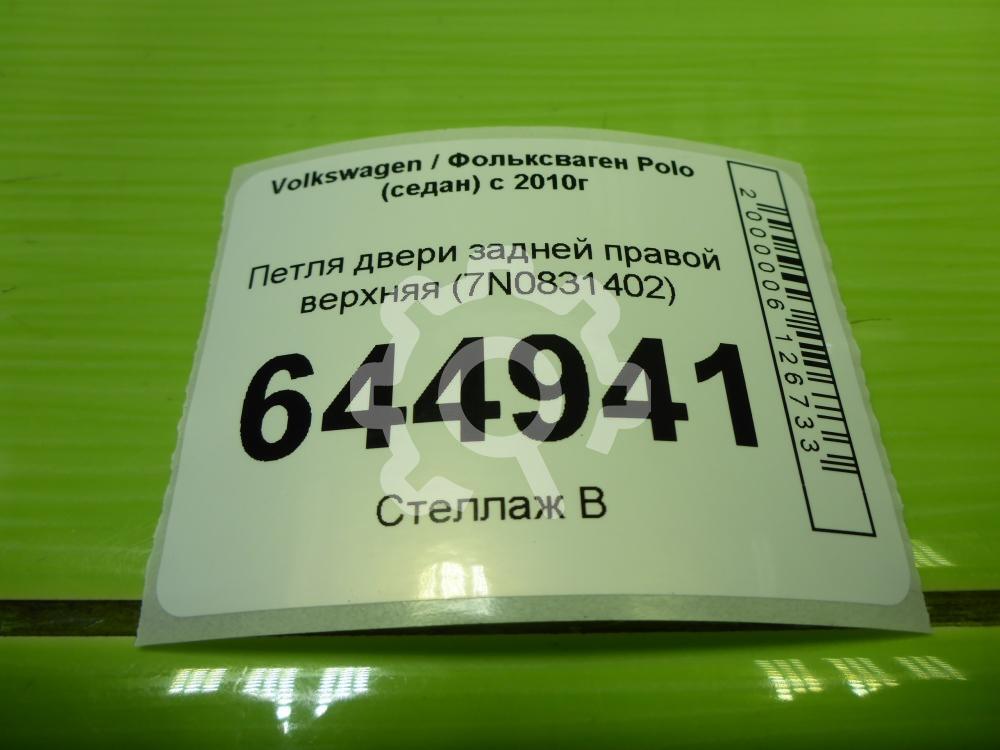 Volkswagen / Фольксваген Polo
(седан) с 2010г
Петля двери задней правой
верхняя (7N0831402)
644941
Стеллаж В
2000006126733